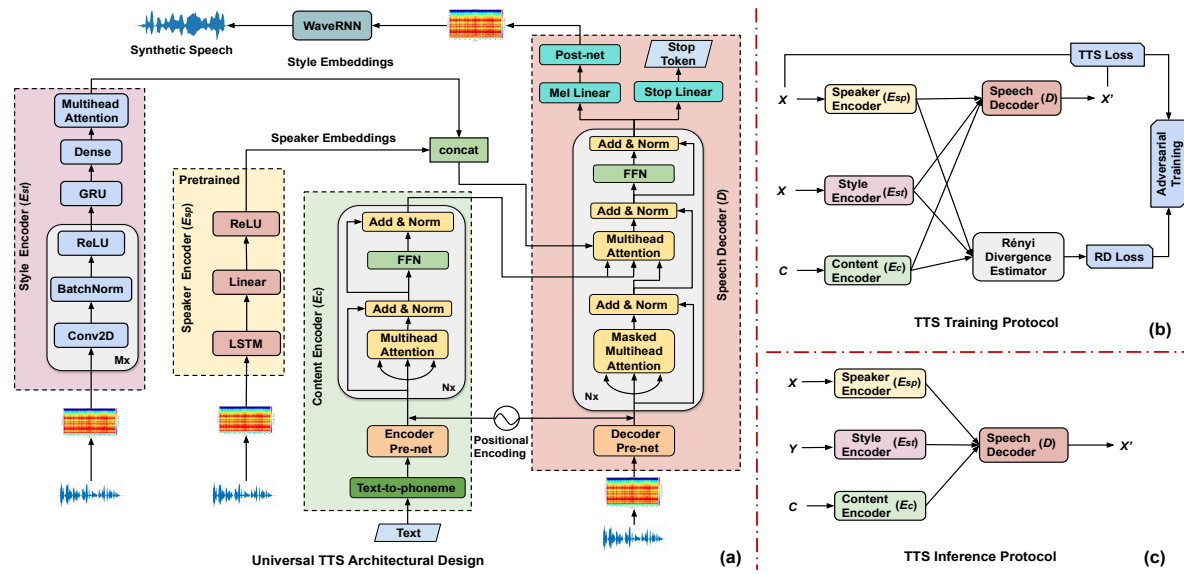 WaveRNN
Synthetic Speech
Style Embeddings
Style Encoder (Est)
Multihead
Attention
Dense
GRU
ReLU
BatchNorm
Conv2D
Mx
Speaker Embeddings
concat
Speaker Encoder (Esp)
Pretrained
ReLU
Linear
LSTM
Content Encoder (Ec)
Add & Norm
FFN
Add & Norm
Multihead
Attention
Nx
Encoder
Pre-net
Text-to-phoneme
Text
Positional
Encoding
Speech Decoder (D)
Post-net
Stop
Token
Mel Linear
Stop Linear
Add & Norm
FFN
Add & Norm
Multihead
Attention
Add & Norm
Masked
Multihead
Attention
Nx
Decoder
Pre-net
Universal TTS Architectural Design
(a)
TTS Loss
X
Speaker
Encoder (Esp)
Speech
Decoder (D)
X'
Adversarial
Training
X
Style
Encoder (Est)
C
Content
Encoder (Ec)
Rényi
Divergence
Estimator
RD Loss
TTS Training Protocol
(b)
X
Speaker
Encoder (Esp)
Y
Style
Encoder (Est)
Speech
Decoder (D)
X'
C
Content
Encoder (Ec)
TTS Inference Protocol
(c)